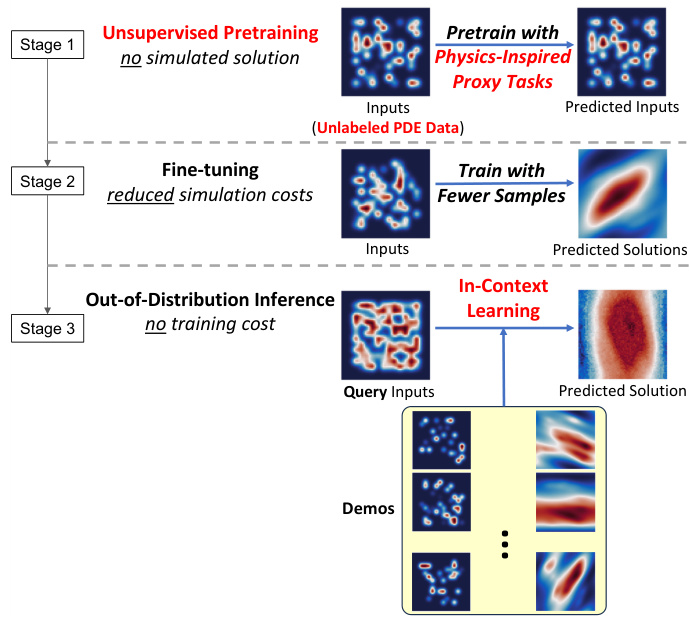 Stage 1
Unsupervised Pretraining
no simulated solution
Inputs
(Unlabeled PDE Data)
Pretrain with
Physics-Inspired
Proxy Tasks
Predicted Inputs
Stage 2
Fine-tuning
reduced simulation costs
Inputs
Train with
Fewer Samples
Predicted Solutions
Stage 3
Out-of-Distribution Inference
no training cost
Query Inputs
In-Context
Learning
Predicted Solution
Demos